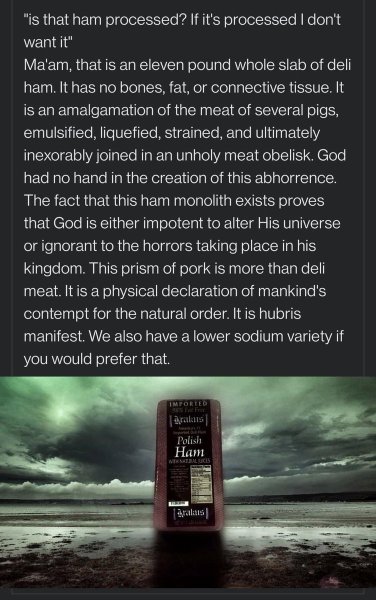 "is that ham processed? If it's processed I don't
want it"
Ma'am, that is an eleven pound whole slab of deli
ham. It has no bones, fat, or connective tissue. It
is an amalgamation of the meat of several pigs,
emulsified, liquefied, strained, and ultimately
inexorably joined in an unholy meat obelisk. God
had no hand in the creation of this abhorrence.
The fact that this ham monolith exists proves
that God is either impotent to alter His universe
or ignorant to the horrors taking place in his
kingdom. This prism of pork is more than deli
meat. It is a physical declaration of mankind's
contempt for the natural order. It is hubris
manifest. We also have a lower sodium variety if
you would prefer that.
IMPORTED
Krakus
Polish
Ham
WITH NATURAL JUICES
Krakus